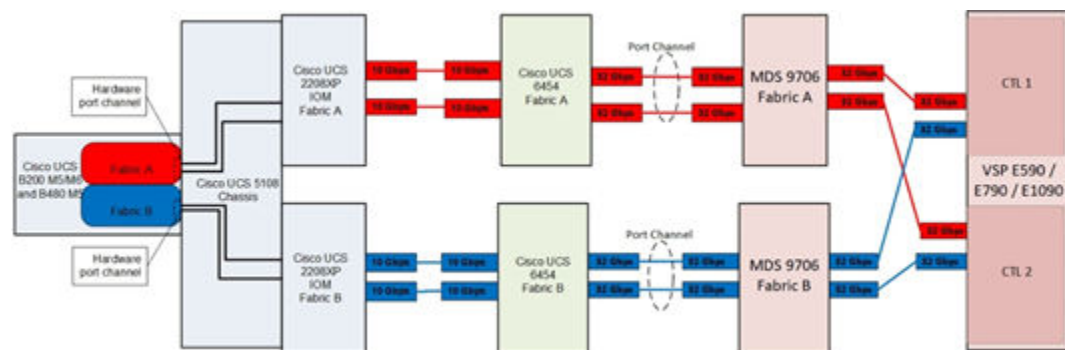 Hardware
port channel
Cisco UCS
B200 M5/M6
and B480 M5
Fabric A
Fabric B
Hardware
port channel
Cisco UCS 5108
Chassis
Cisco UCS
2208XP
IOM
Fabric A
10 Gbps
10 Gbps
10 Gbps
10 Gbps
Cisco UCS
6454
Fabric A
32 Gbps
32 Gbps
Port Channel
32 Gbps
32 Gbps
MDS 9706
Fabric A
32 Gbps
32 Gbps
32 Gbps
32 Gbps
CTL 1
VSP E590 /
E790 / E1090
32 Gbps
32 Gbps
CTL 2
Cisco UCS
2208XP
IOM
Fabric B
10 Gbps
10 Gbps
10 Gbps
10 Gbps
Cisco UCS
6454
Fabric B
32 Gbps
32 Gbps
Port Channel
32 Gbps
32 Gbps
MDS 9706
Fabric B
32 Gbps
32 Gbps